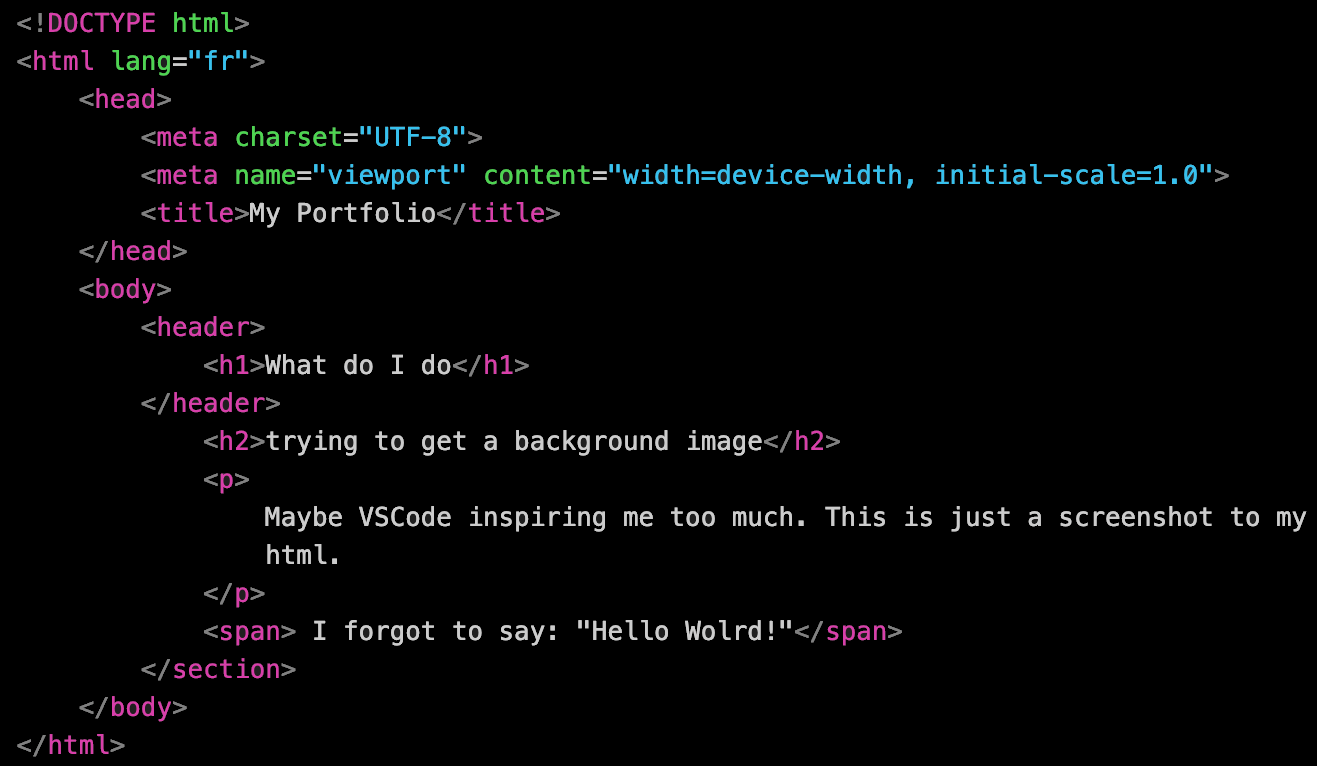 <!DOCTYPE html>
<html lang="fr">
    <head>
        <meta charset="UTF-8">
        <meta name="viewport" content="width=device-width, initial-scale=1.0">
        <title>My Portfolio</title>
    </head>
    <body>
        <header>
            <h1>What do I do</h1>
        </header>
            <h2>trying to get a background image</h2>
            <p>
                Maybe VSCode inspiring me too much. This is just a screenshot to my
                html.
            </p>
            <span> I forgot to say: "Hello Wolrd!"</span>
        </section>
    </body>
</html>